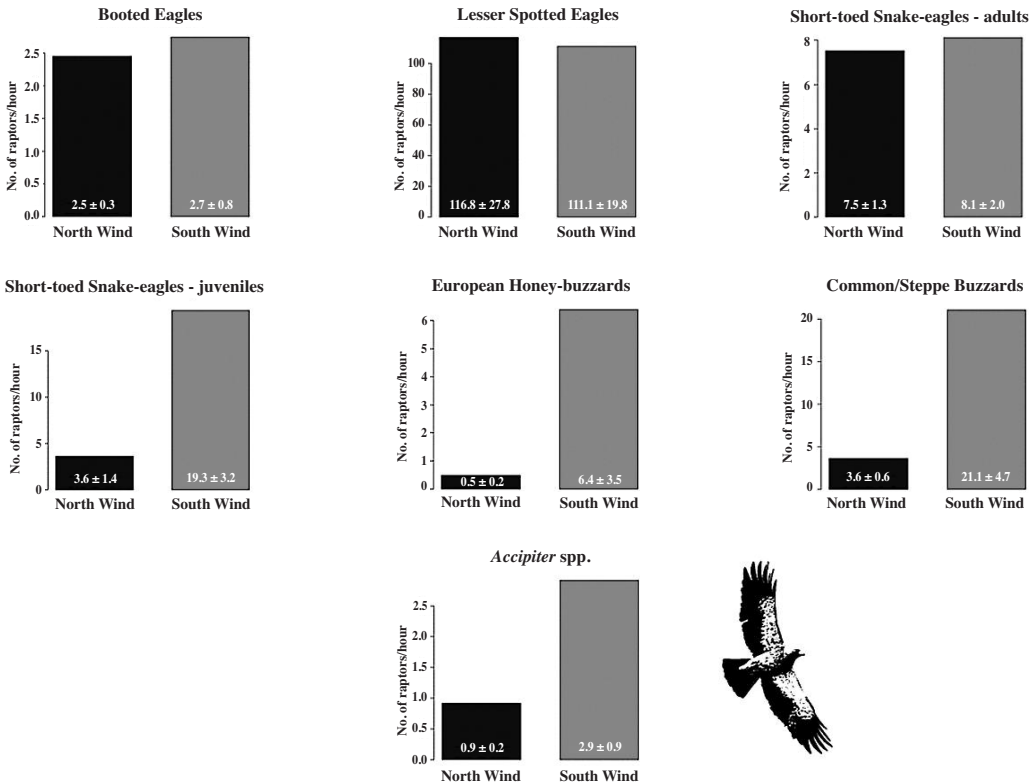 Booted Eagles
No. of raptors/hour
2.5
2.0
1.5
1.0
0.5
0.0
2.5 ± 0.3
2.7 ± 0.8
North Wind
South Wind
Lesser Spotted Eagles
No. of raptors/hour
100
80
60
40
20
0
116.8 ± 27.8
111.1 ± 19.8
North Wind
South Wind
Short-toed Snake-eagles - adults
No. of raptors/hour
8
6
4
2
0
7.5 ± 1.3
8.1 ± 2.0
North Wind
South Wind
Short-toed Snake-eagles - juveniles
No. of raptors/hour
15
10
5
0
3.6 ± 1.4
19.3 ± 3.2
North Wind
South Wind
European Honey-buzzards
No. of raptors/hour
6
5
4
3
2
1
0
0.5 ± 0.2
6.4 ± 3.5
North Wind
South Wind
Common/Steppe Buzzards
No. of raptors/hour
20
15
10
5
0
3.6 ± 0.6
21.1 ± 4.7
North Wind
South Wind
Accipiter spp.
No. of raptors/hour
2.5
2.0
1.5
1.0
0.5
0.0
0.9 ± 0.2
2.9 ± 0.9
North Wind
South Wind